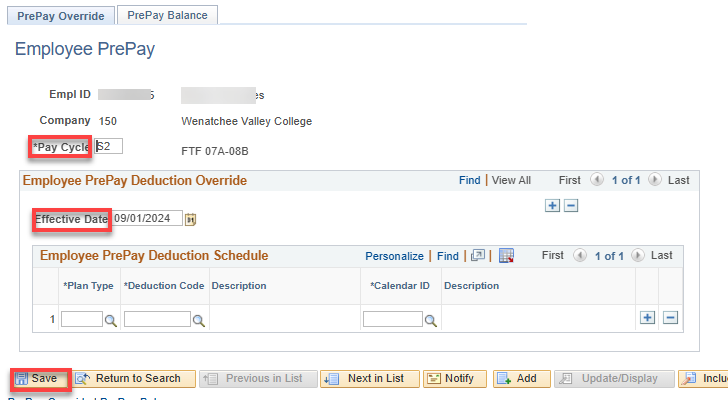 PrePay Override PrePay Balance
Employee PrePay
Empl ID
Company 150 Wenatchee Valley College
*Pay Cycle S2 FTF 07A-08B
Employee PrePay Deduction Override Find | View All First 1 of 1 Last
Effective Date 09/01/2024
Employee PrePay Deduction Schedule Personalize | Find | First 1 of 1 Last
*Plan Type *Deduction Code Description *Calendar ID Description
1
Save Return to Search Previous in List Next in List Notify Add Update/Display Inclu